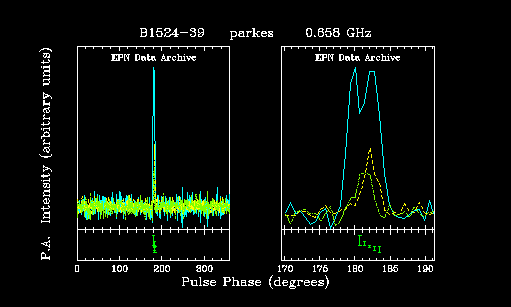 B1524-39 parkes 0.658 GHz
EPN Data Archive EPN Data Archive
Intensity (arbitrary units)
P.A.
0 100 200 300 170 175 180 185 190
Pulse Phase (degrees)